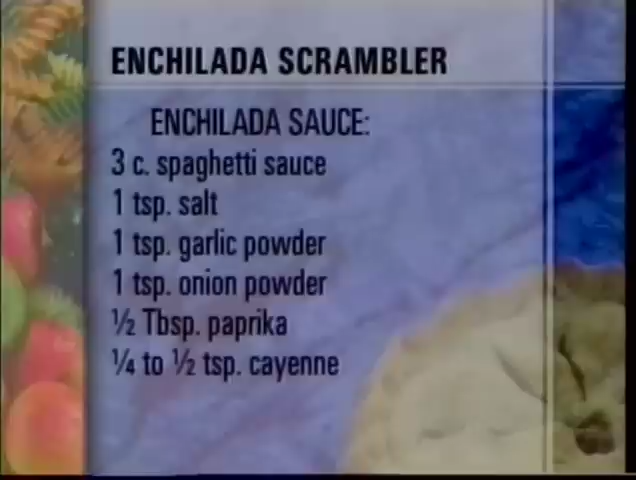 ENCHILADA SCRAMBLER
ENCHILADA SAUCE:
3 c. spaghetti sauce
1 tsp. salt
1 tsp. garlic powder
1 tsp. onion powder
½ Tbsp. paprika
¼ to ½ tsp. cayenne